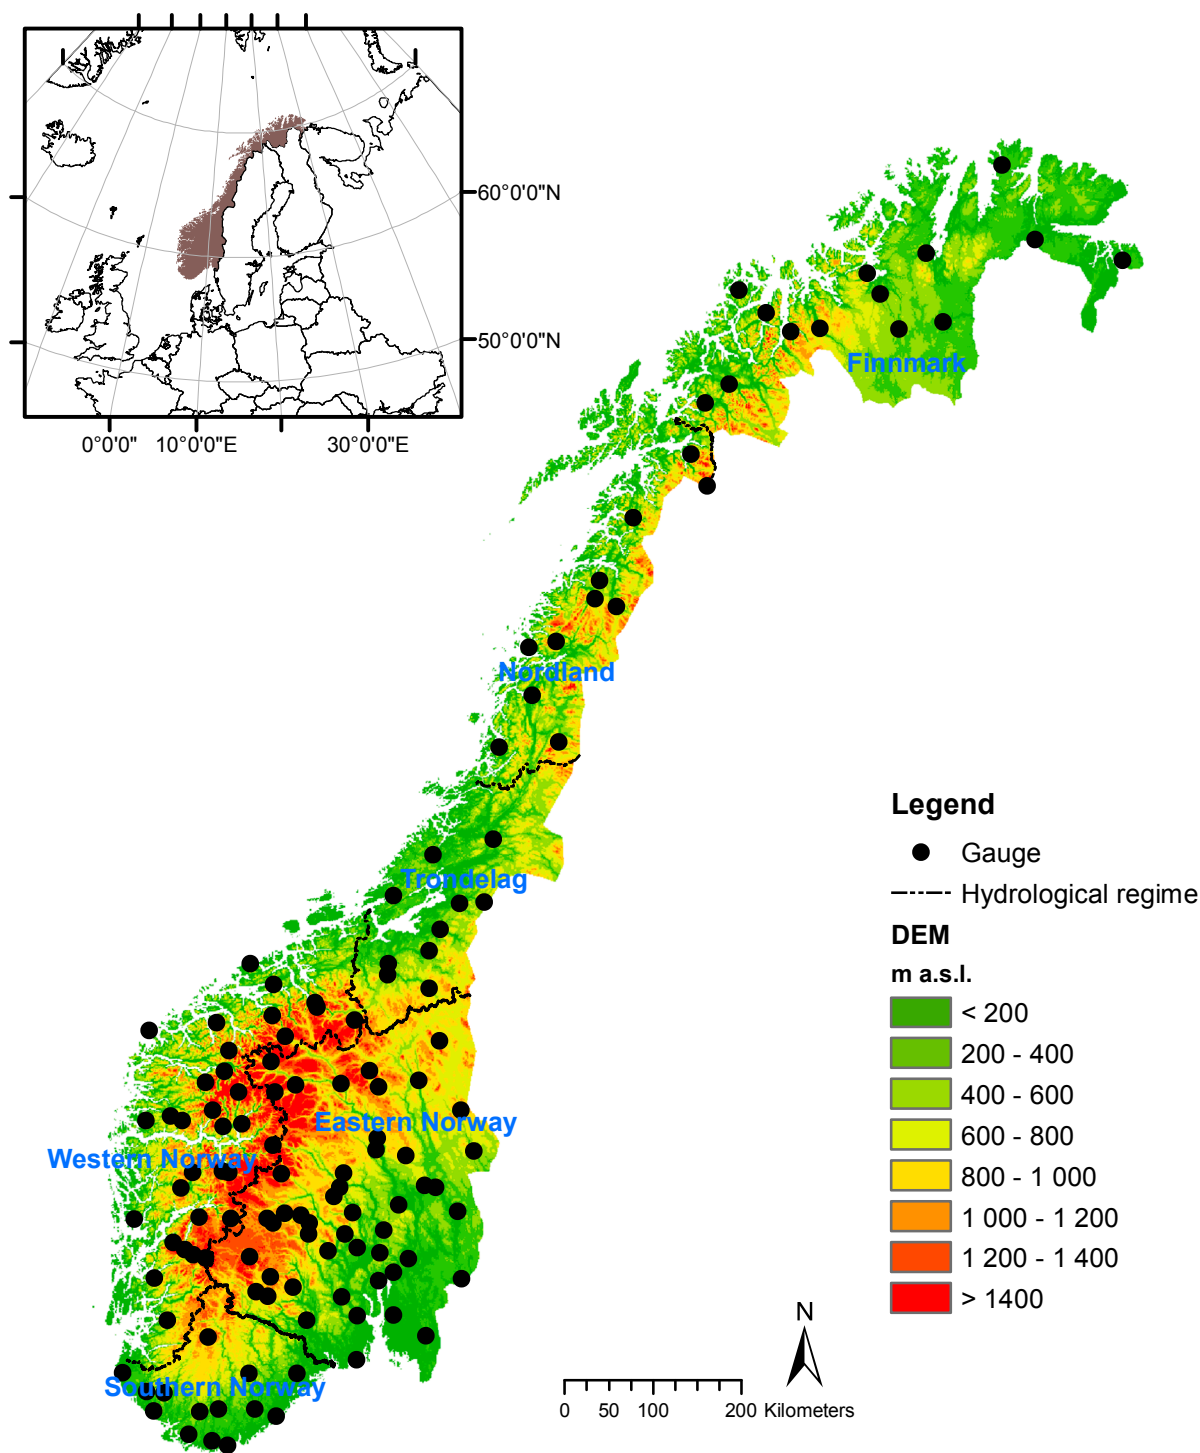 60°0'0"N
50°0'0"N
0°0'0"
10°0'0"E
30°0'0"E
Finnmark
Nordland
Trondelag
Eastern Norway
Western Norway
Southern Norway
Legend
Gauge
Hydrological regime
DEM
m a.s.l.
< 200
200 - 400
400 - 600
600 - 800
800 - 1 000
1 000 - 1 200
1 200 - 1 400
> 1400
N
0 50 100 200 Kilometers